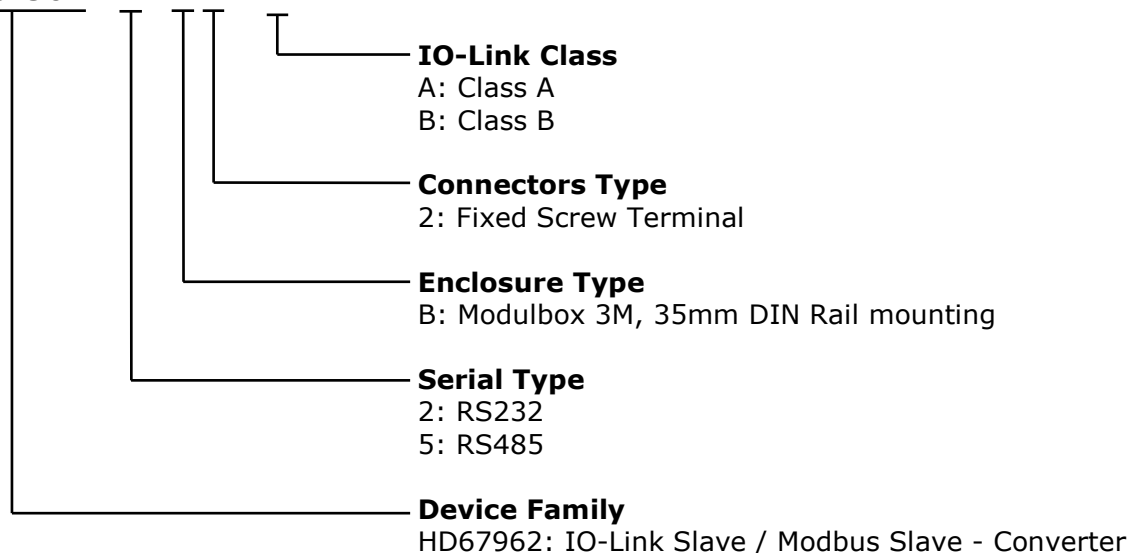 IO-Link Class
A: Class A
B: Class B
Connectors Type
2: Fixed Screw Terminal
Enclosure Type
B: Modulbox 3M, 35mm DIN Rail mounting
Serial Type
2: RS232
5: RS485
Device Family
HD67962: IO-Link Slave / Modbus Slave - Converter